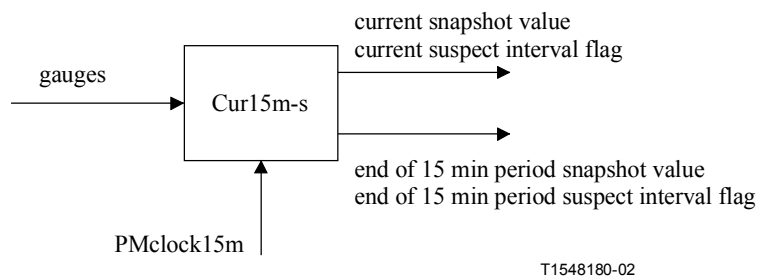 current snapshot value
current suspect interval flag
gauges
Cur15m-s
end of 15 min period snapshot value
end of 15 min period suspect interval flag
PMclock15m
T1548180-02